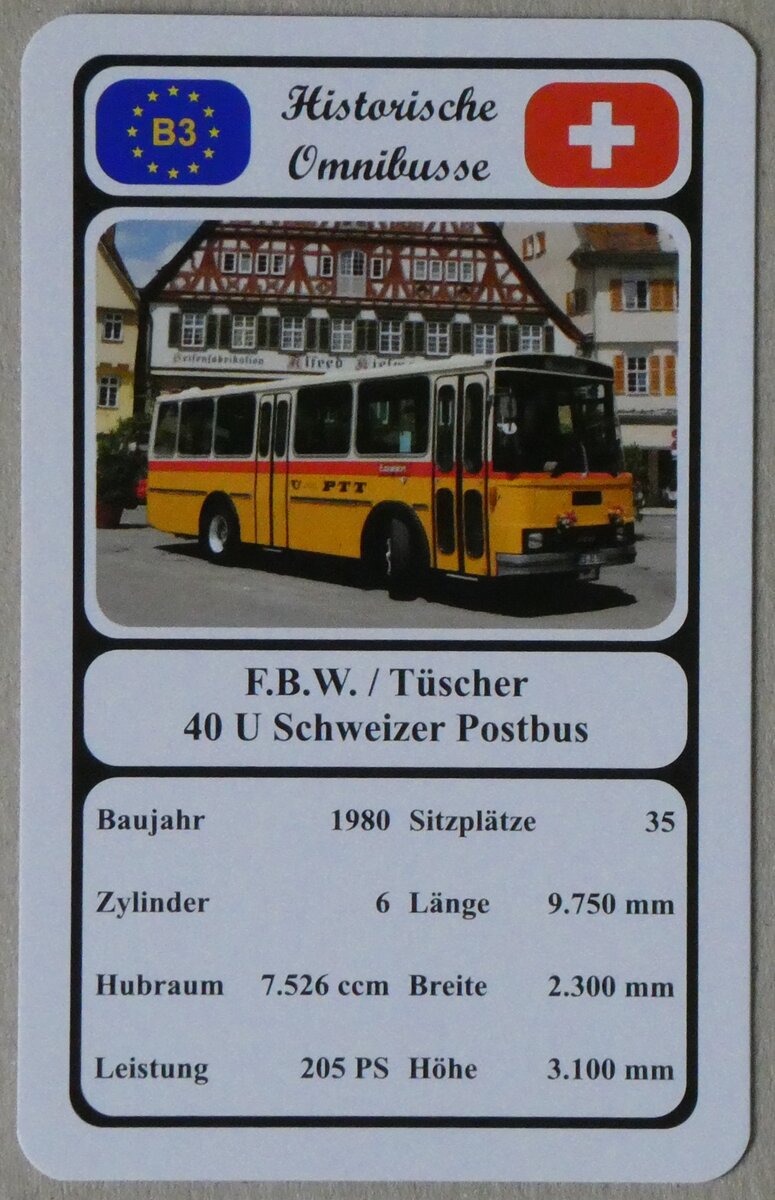 B3
Historische
Omnibusse
Seifenfabrikation Alfred
PTT
F.B.W. / Tüscher
40 U Schweizer Postbus
Baujahr 1980 Sitzplätze 35
Zylinder 6 Länge 9.750 mm
Hubraum 7.526 ccm Breite 2.300 mm
Leistung 205 PS Höhe 3.100 mm